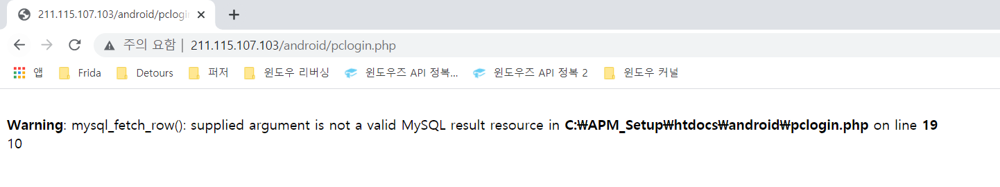 211.115.107.103/android/pclogi
주의 요함 | 211.115.107.103/android/pclogin.php
앱 Frida Detours 퍼저 윈도우 리버싱 윈도우즈 API 정복... 윈도우즈 API 정복 2 윈도우 커널
Warning: mysql_fetch_row(): supplied argument is not a valid MySQL result resource in C:₩APM_Setup₩htdocs₩android₩pclogin.php on line 19
10